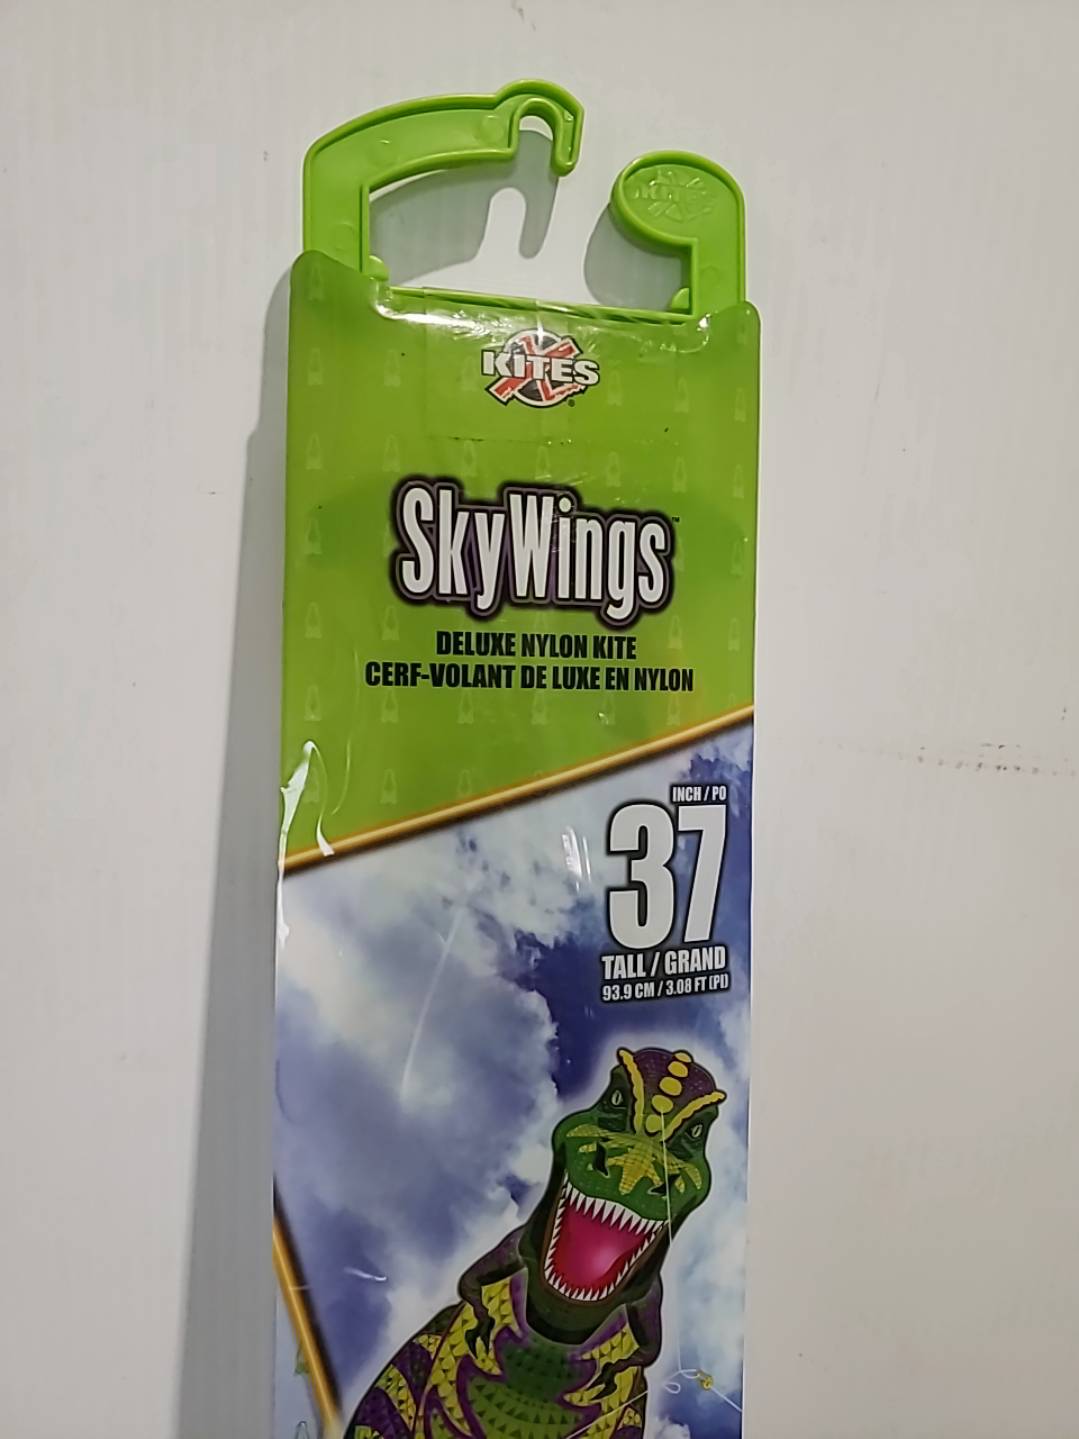 KITES
SkyWings™
DELUXE NYLON KITE
CERF-VOLANT DE LUXE EN NYLON
INCH / PO
37
TALL / GRAND
93.9 CM / 3.08 FT (PI)